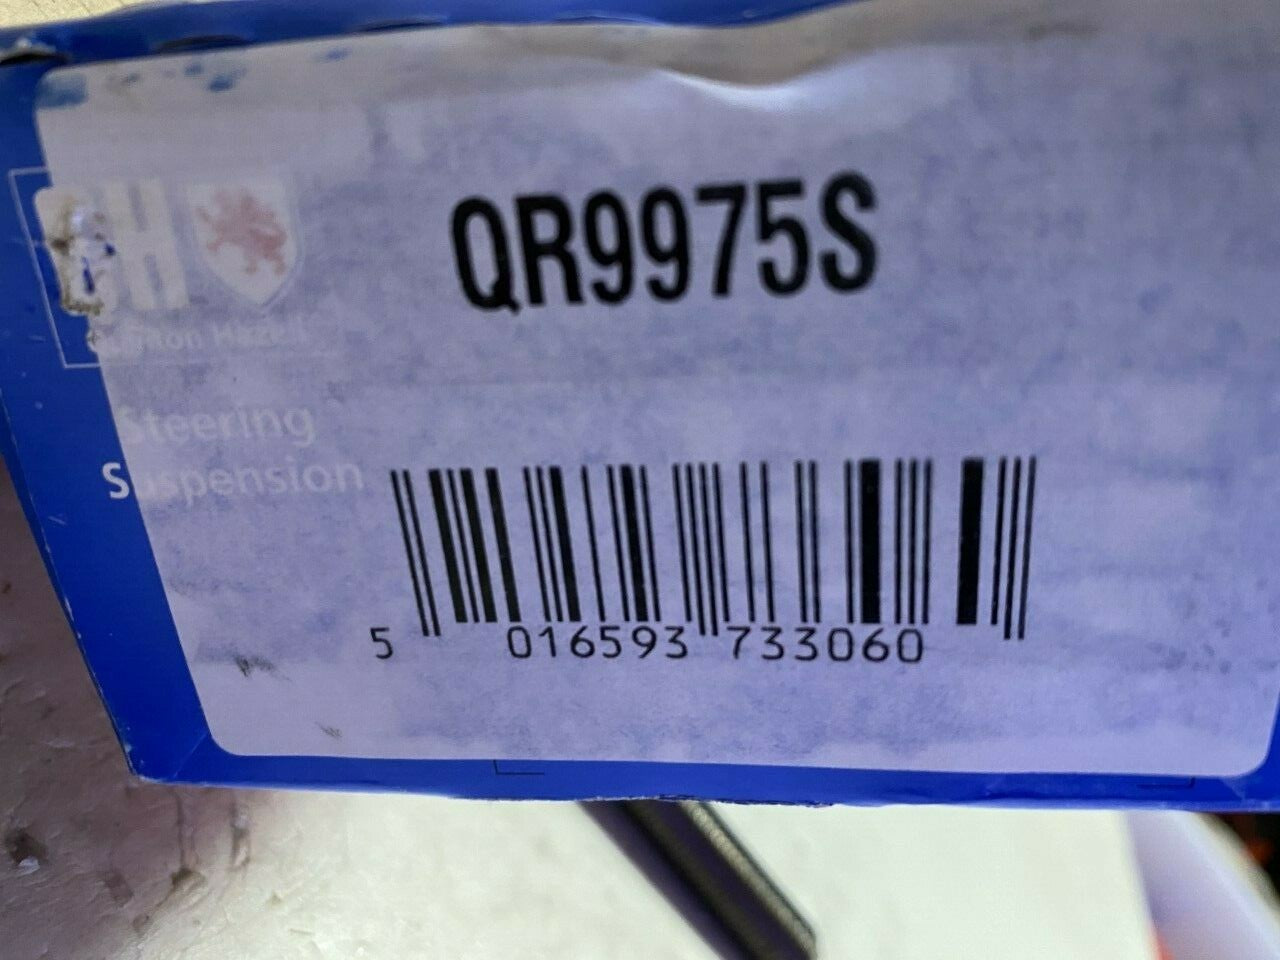 QR9975S
Steering
Suspension
5 016593 733060